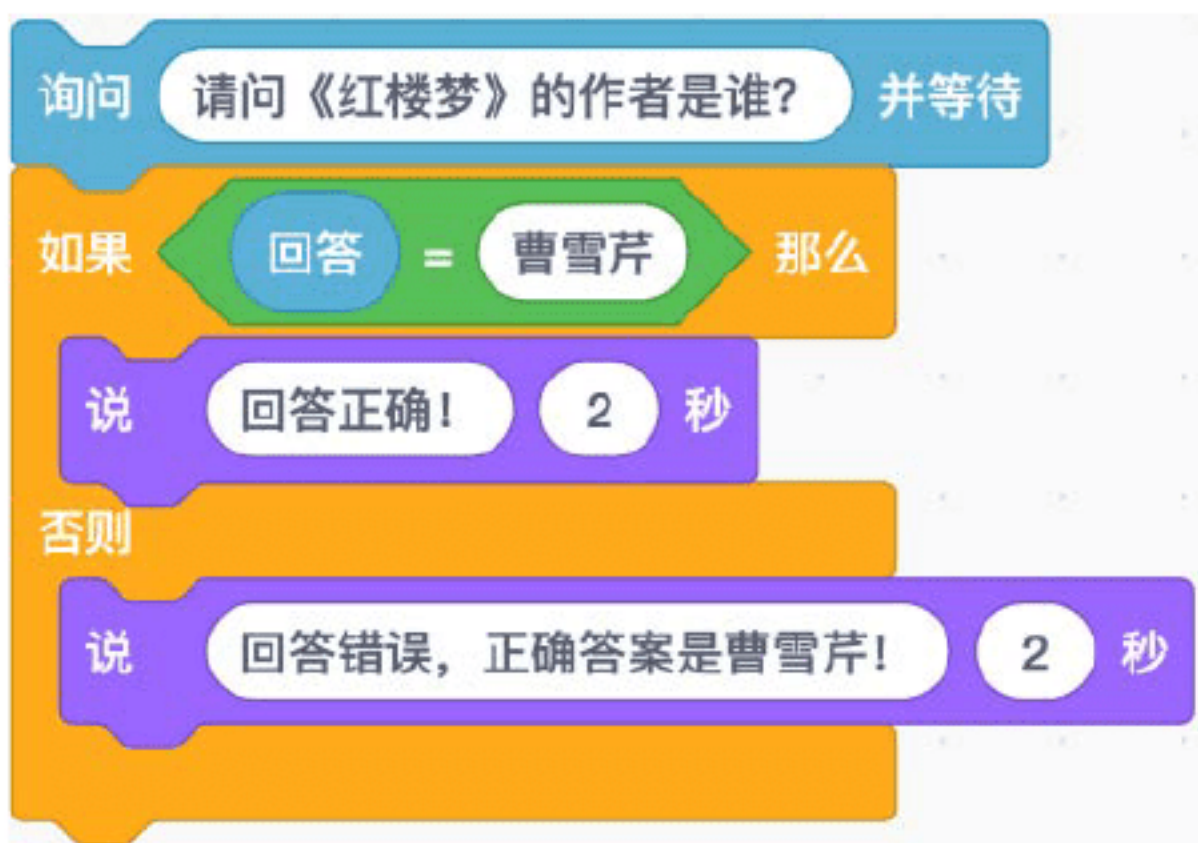 询问 请问《红楼梦》的作者是谁? 并等待
如果 回答 = 曹雪芹 那么
说 回答正确! 2 秒
否则
说 回答错误，正确答案是曹雪芹! 2 秒